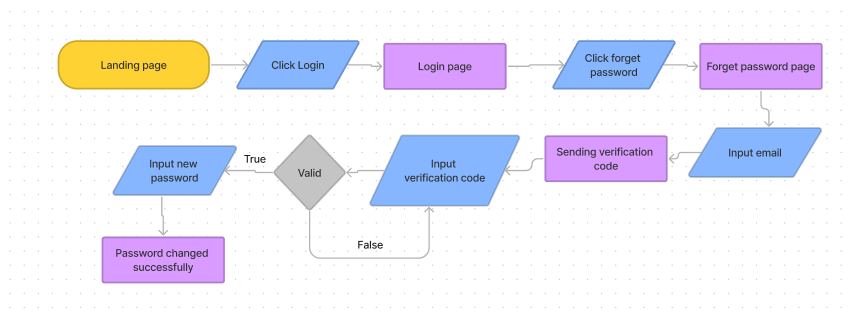 Landing page
Click Login
Login page
Click forget
password
Forget password page
Input email
Sending verification
code
Input
verification code
Valid
True
False
Input new
password
Password changed
successfully